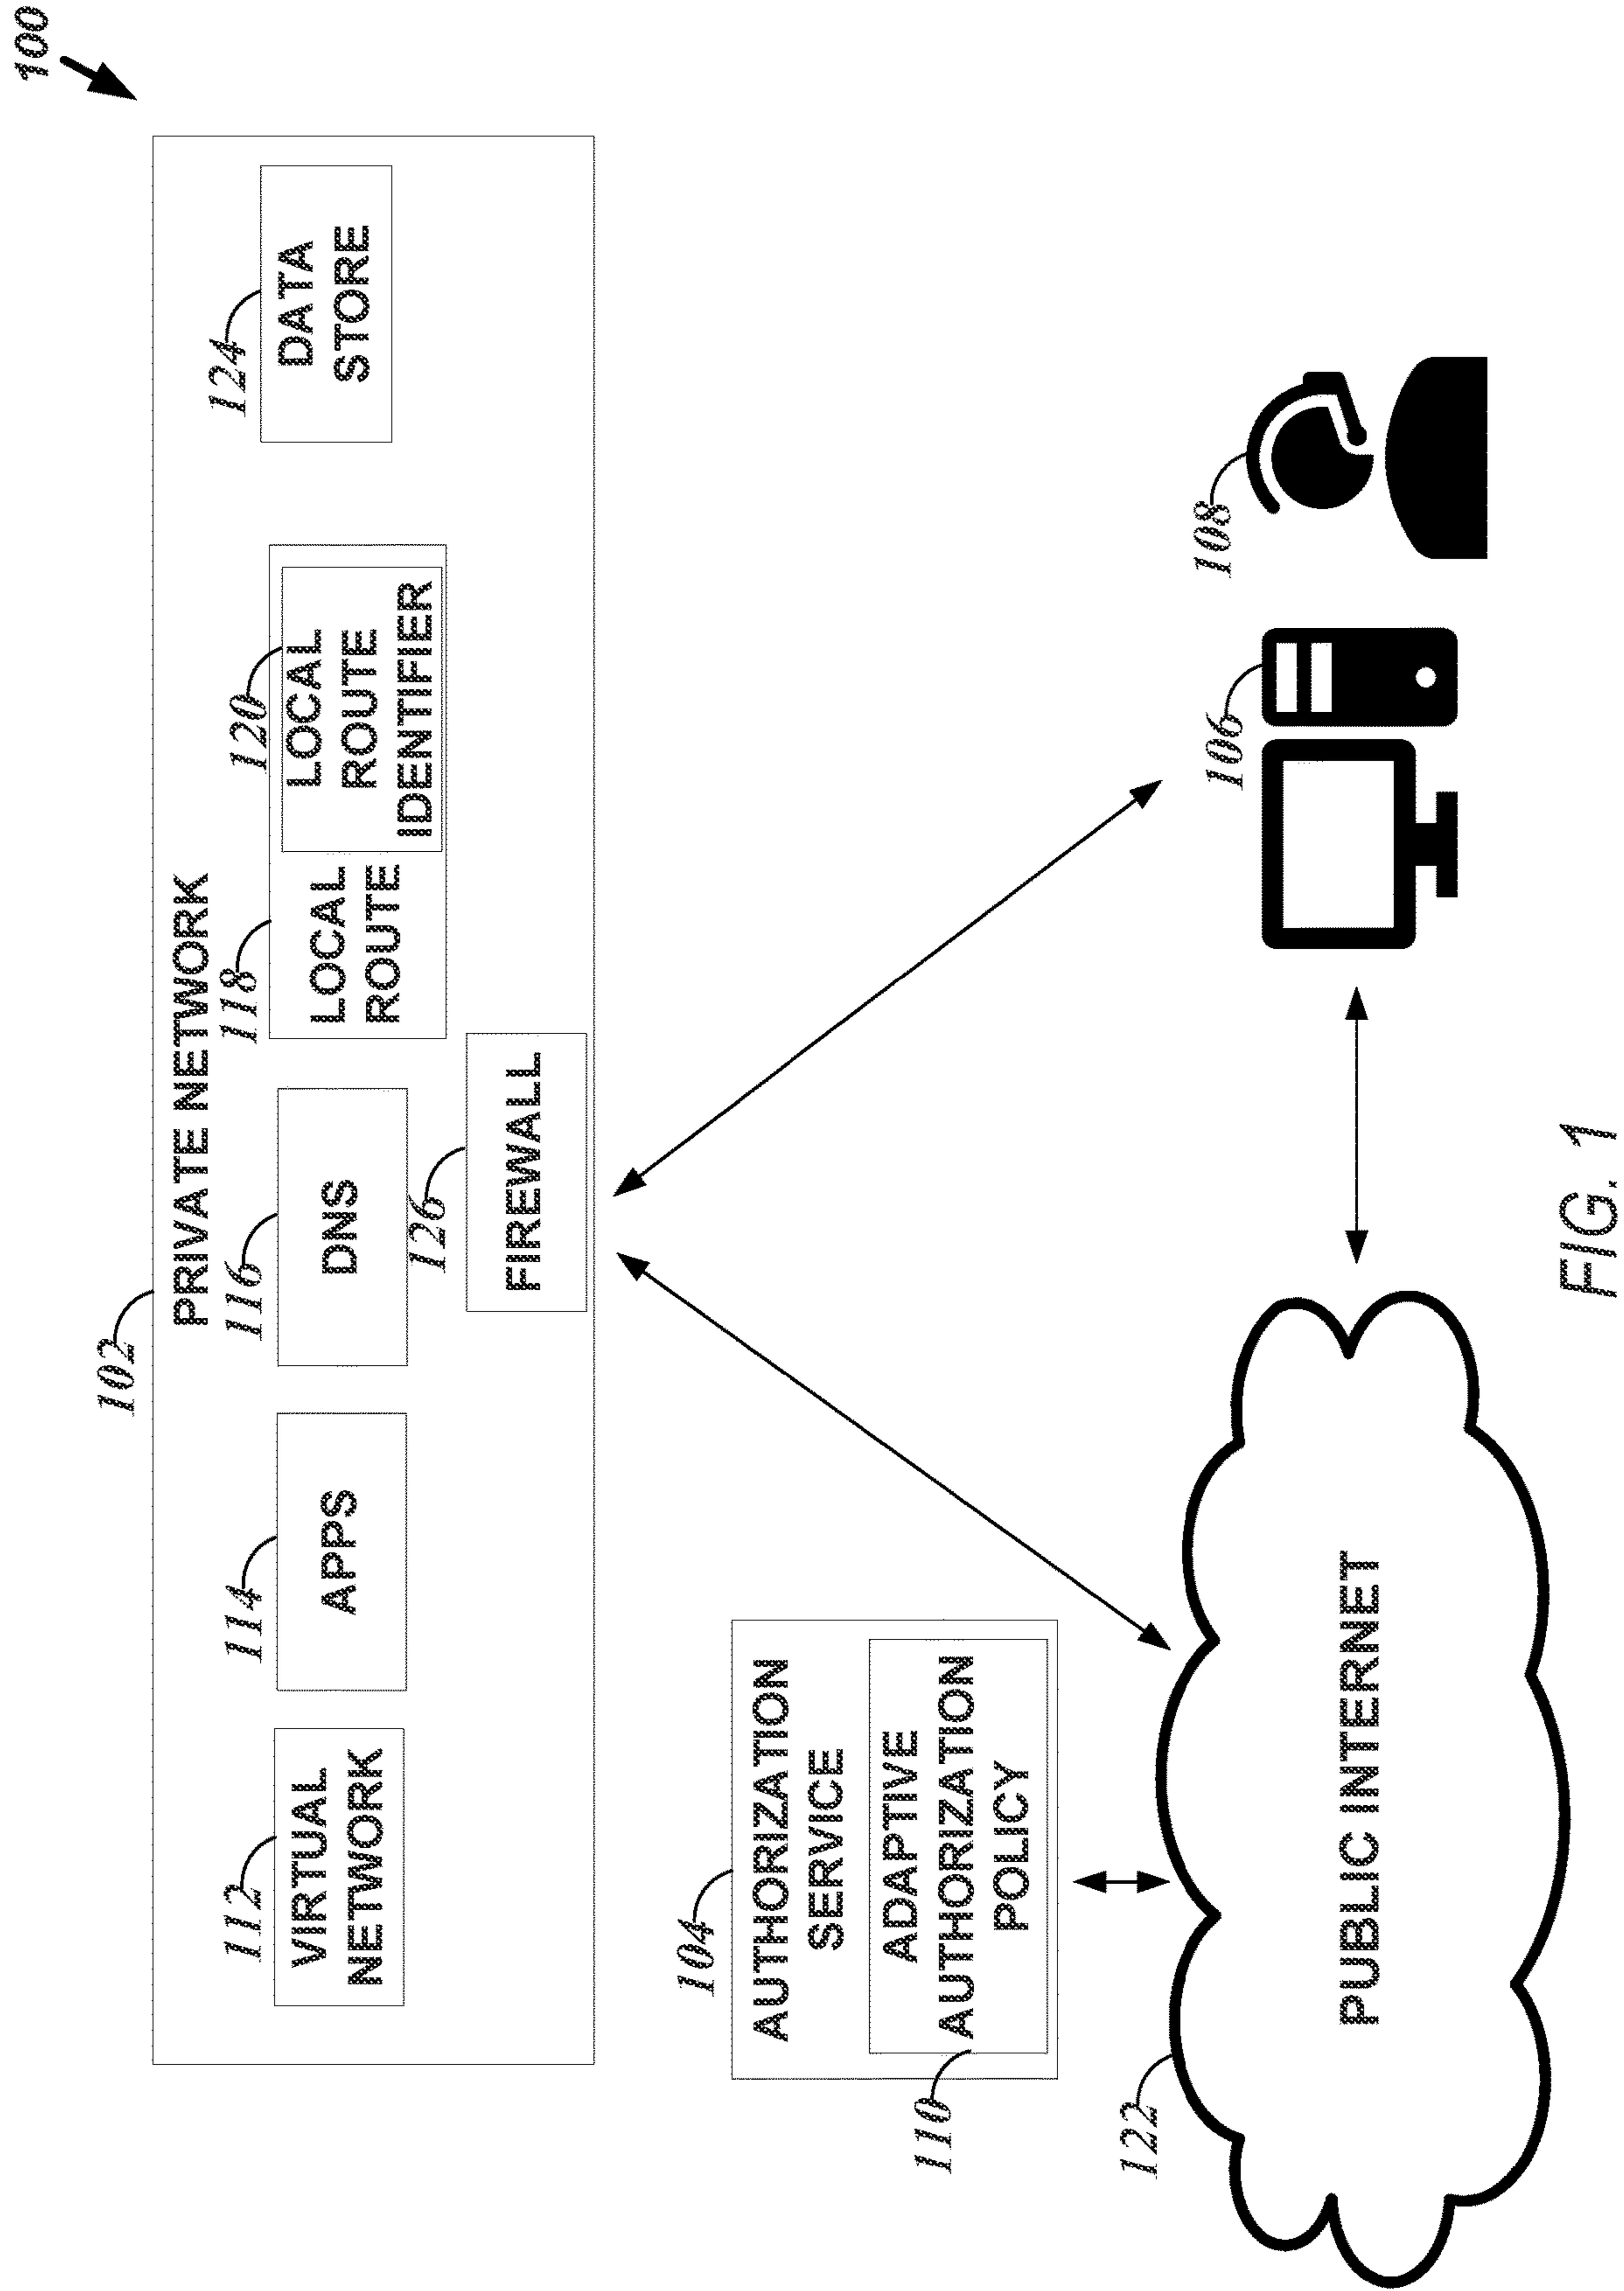 100
102
PRIVATE NETWORK
112
VIRTUAL
NETWORK
114
APPS
116
DNS
118
LOCAL
ROUTE
120
LOCAL
ROUTE
IDENTIFIER
124
DATA
STORE
126
FIREWALL
104
AUTHORIZATION
SERVICE
110
ADAPTIVE
AUTHORIZATION
POLICY
122
PUBLIC INTERNET
106
108
FIG. 1